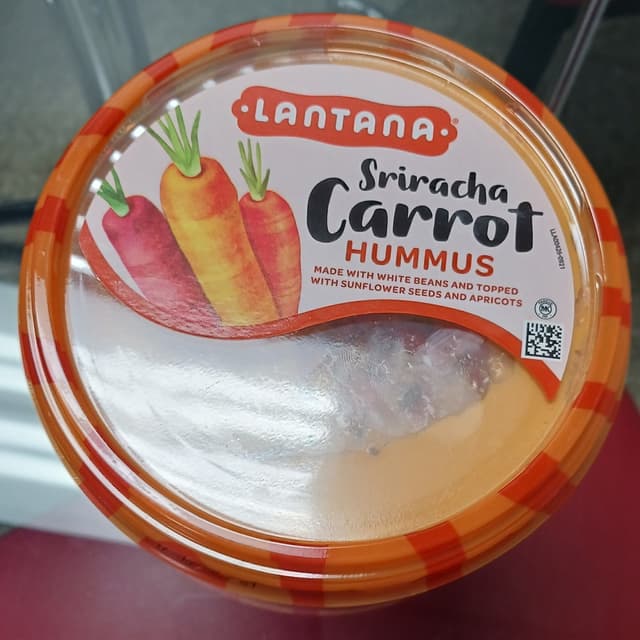 LANTANA
Sriracha
Carrot
HUMMUS
MADE WITH WHITE BEANS AND TOPPED
WITH SUNFLOWER SEEDS AND APRICOTS